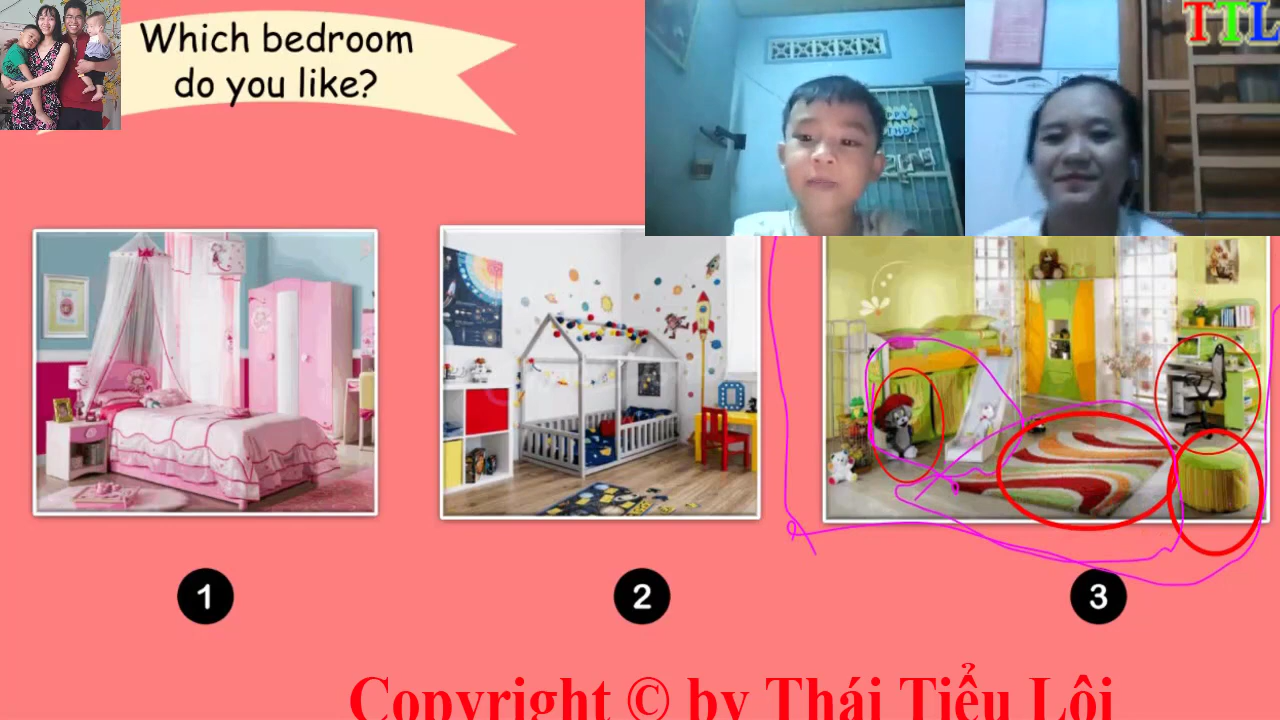 Which bedroom
do you like?
TTL
1
2
3
Copyright © by Thái Tiểu Lôi